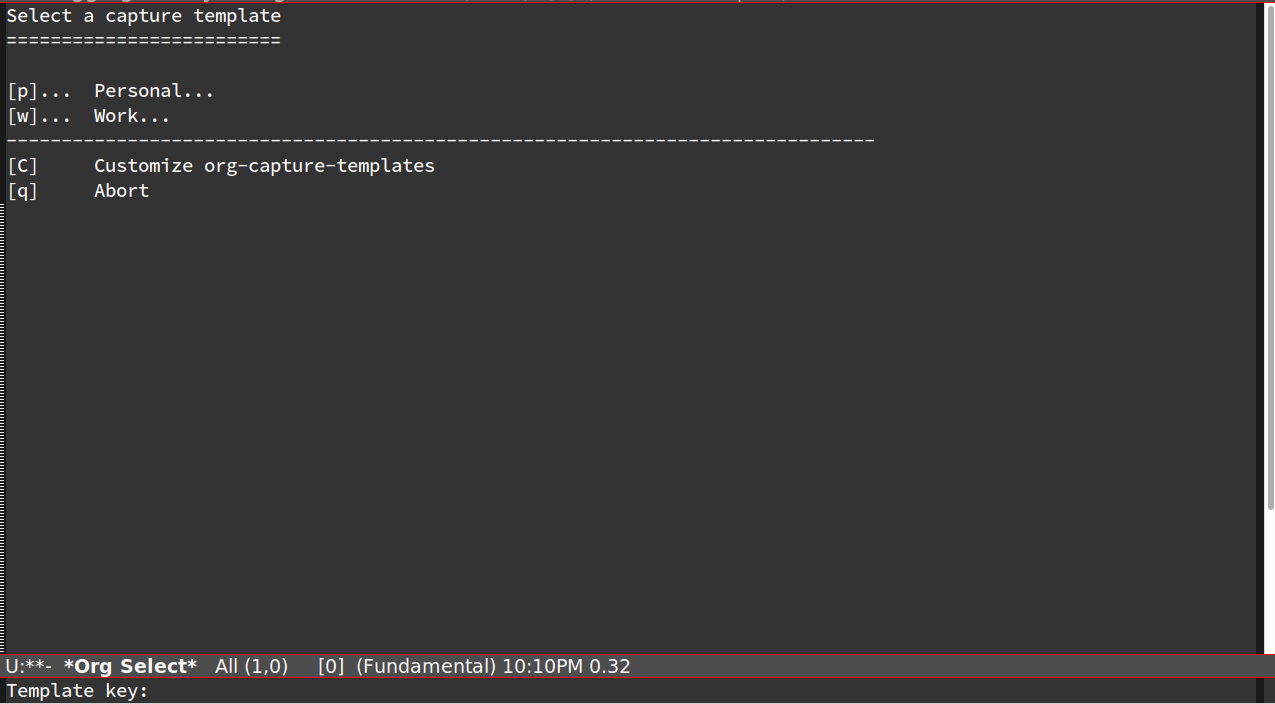 Select a capture template
=========================
[p]...  Personal...
[w]...  Work...
-------------------------------------------------------------------------------
[C]     Customize org-capture-templates
[q]     Abort
U:**-  *Org Select*   All (1,0)     [0]  (Fundamental) 10:10PM 0.32
Template key: